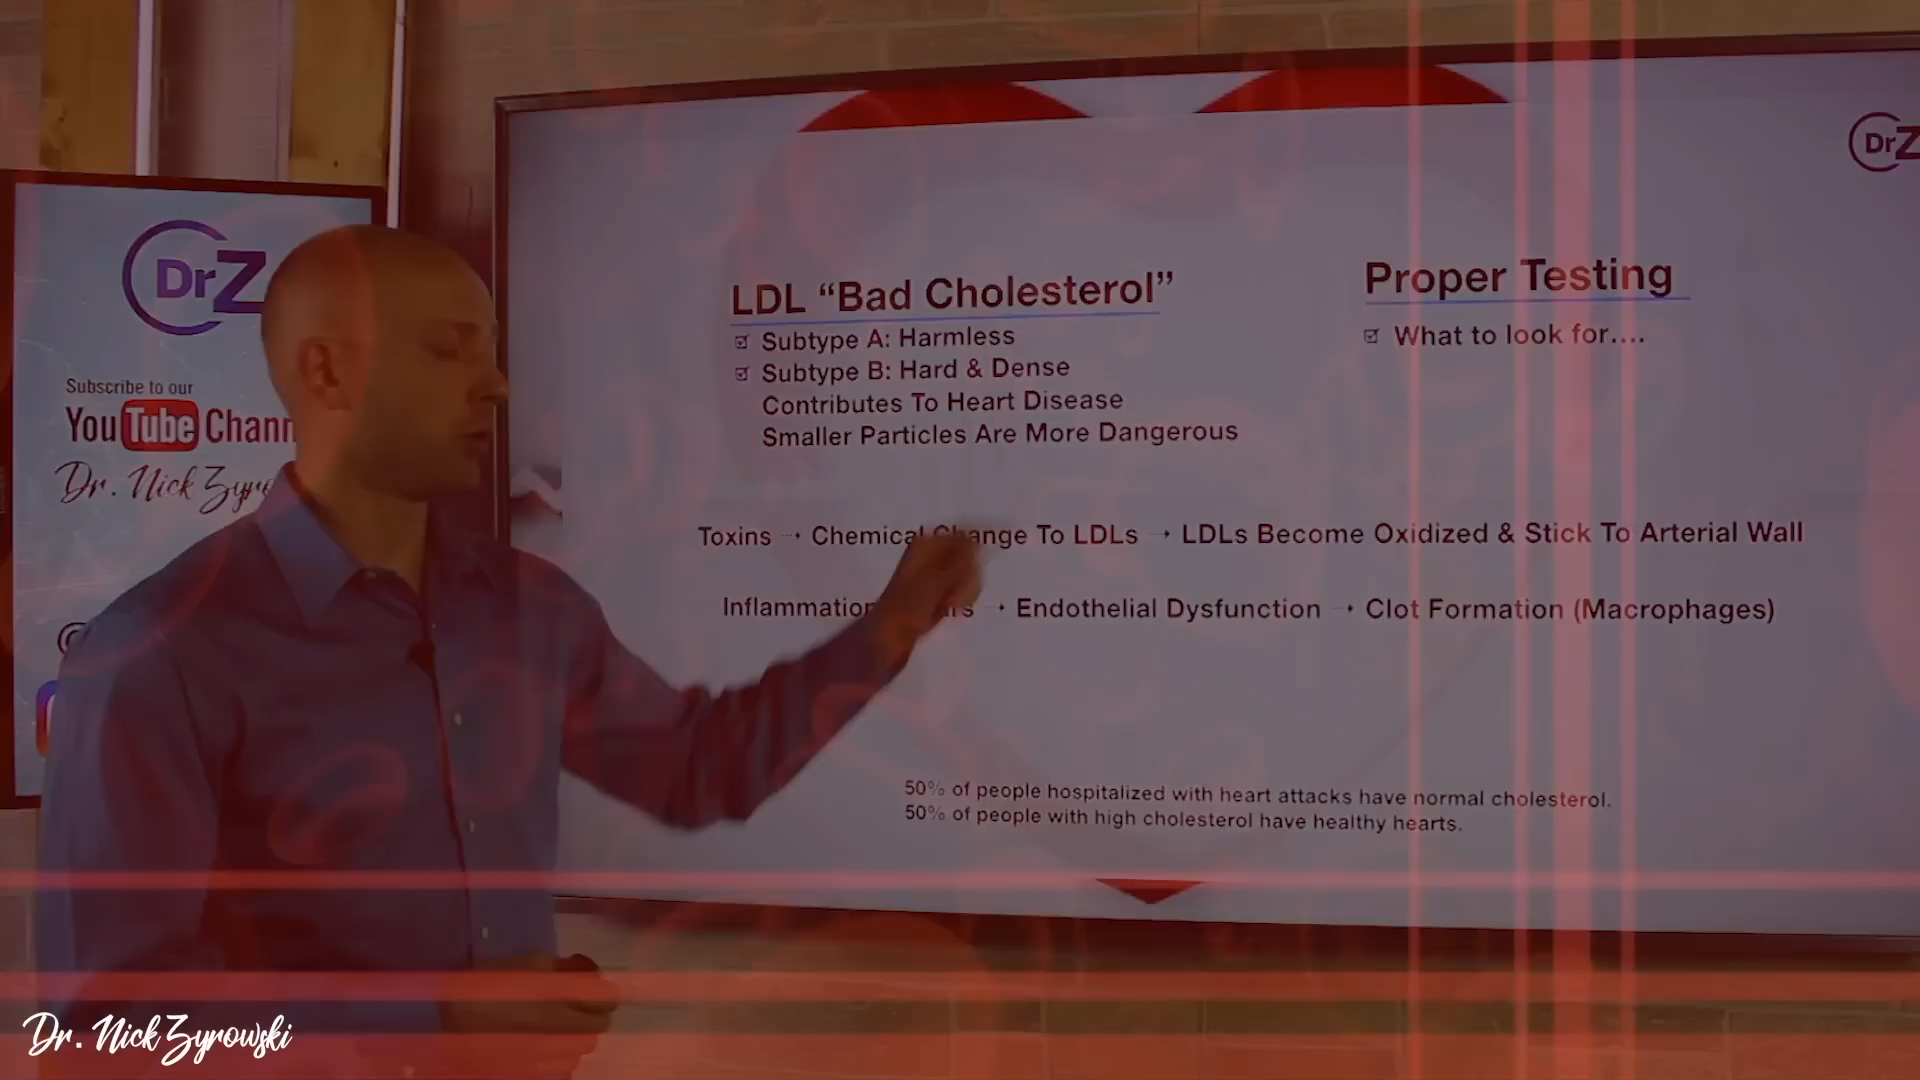 DrZ
Subscribe to our
YouTube Chann
Dr. Nick Zyro
DrZ
LDL “Bad Cholesterol”
Subtype A: Harmless
Subtype B: Hard & Dense
Contributes To Heart Disease
Smaller Particles Are More Dangerous
Proper Testing
What to look for....
Toxins → Chemical Change To LDLs → LDLs Become Oxidized & Stick To Arterial Wall
Inflammation → Endothelial Dysfunction → Clot Formation (Macrophages)
50% of people hospitalized with heart attacks have normal cholesterol.
50% of people with high cholesterol have healthy hearts.
Dr. Nick Zyrowski